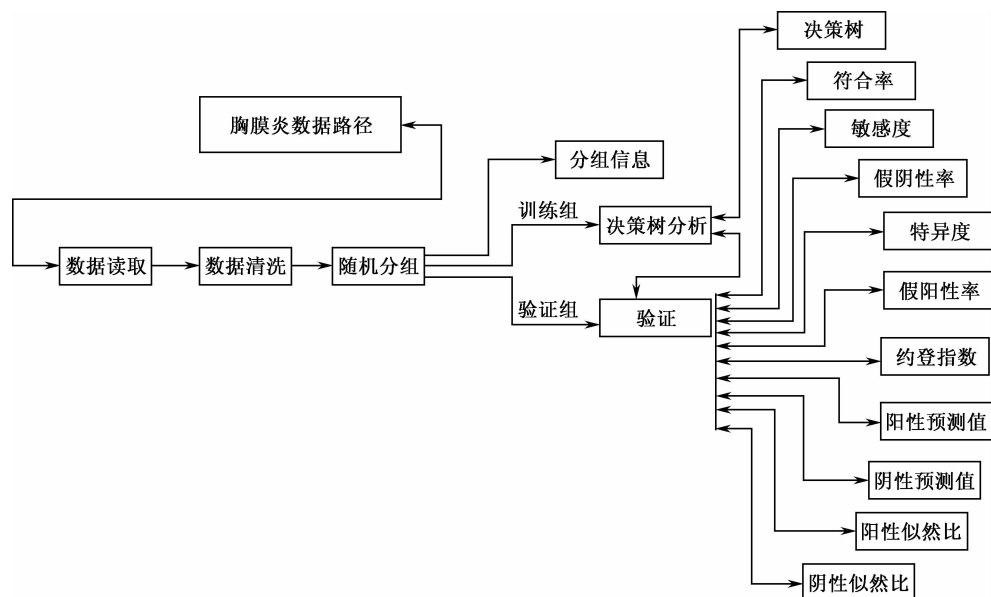 决策树
符合率
敏感度
胸膜炎数据路径
分组信息
假阴性率
训练组
决策树分析
特异度
数据读取
数据清洗
随机分组
假阳性率
验证组
验证
约登指数
阳性预测值
阴性预测值
阳性似然比
阴性似然比